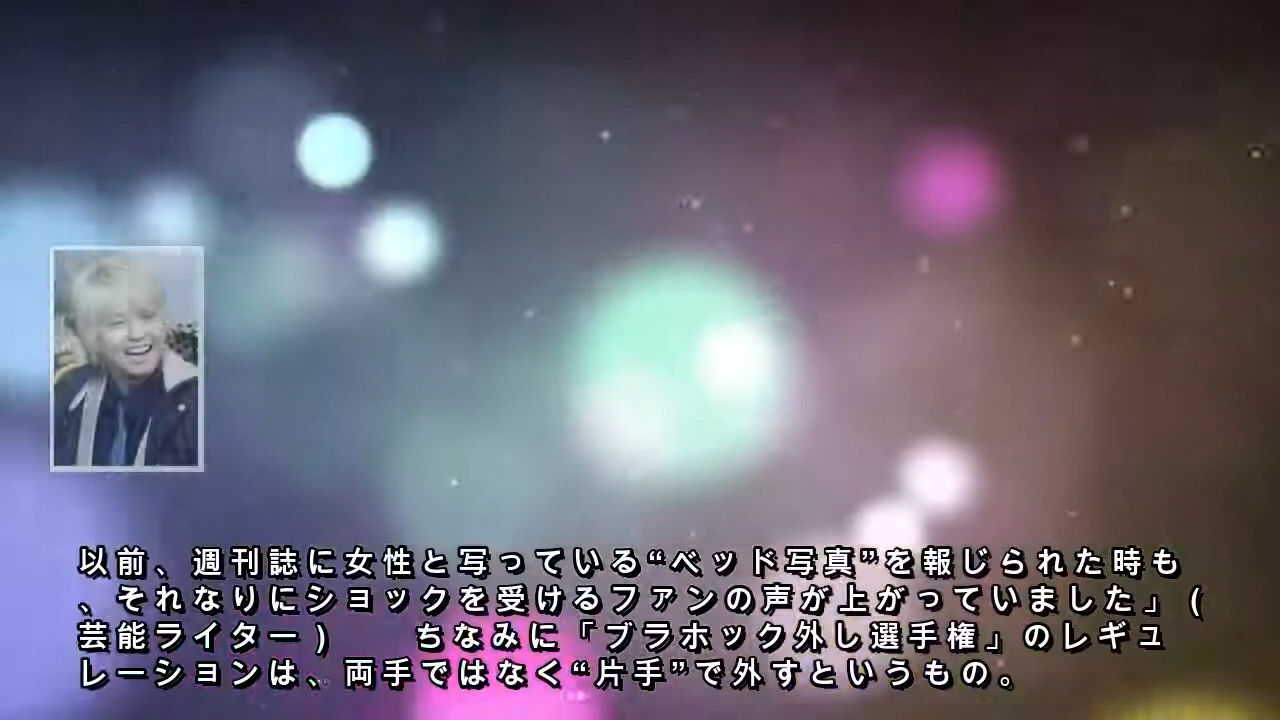 以前、週刊誌に女性と写っている“ベッド写真”を報じられた時も
、それなりにショックを受けるファンの声が上がっていました」(
芸能ライター)　　ちなみに「ブラホック外し選手権」のレギュ
レーションは、両手ではなく“片手”で外すというもの。